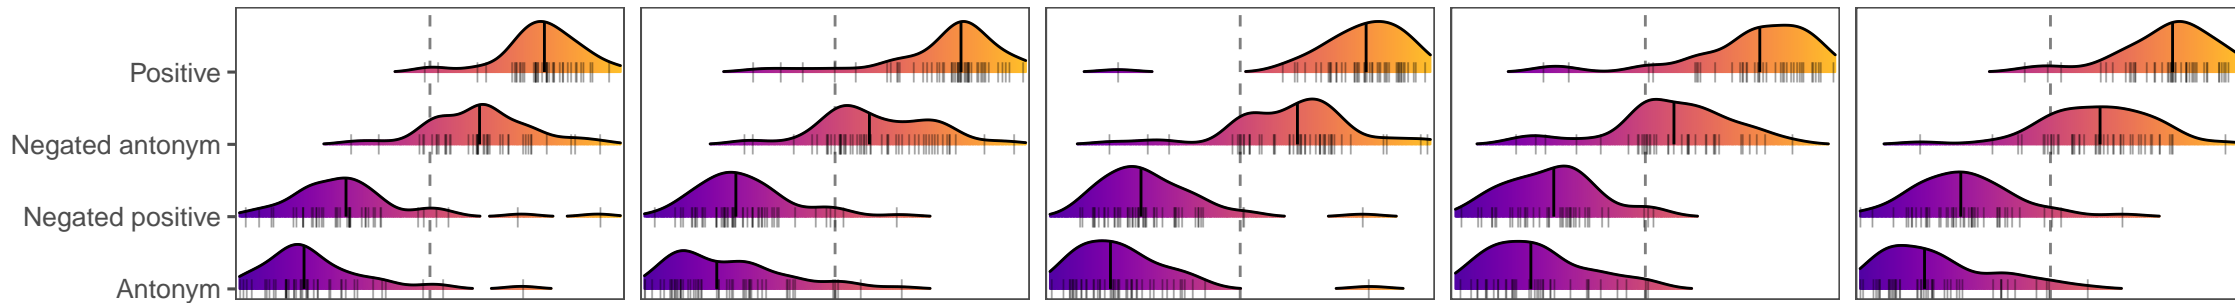 Positive
Negated antonym
Negated positive
Antonym